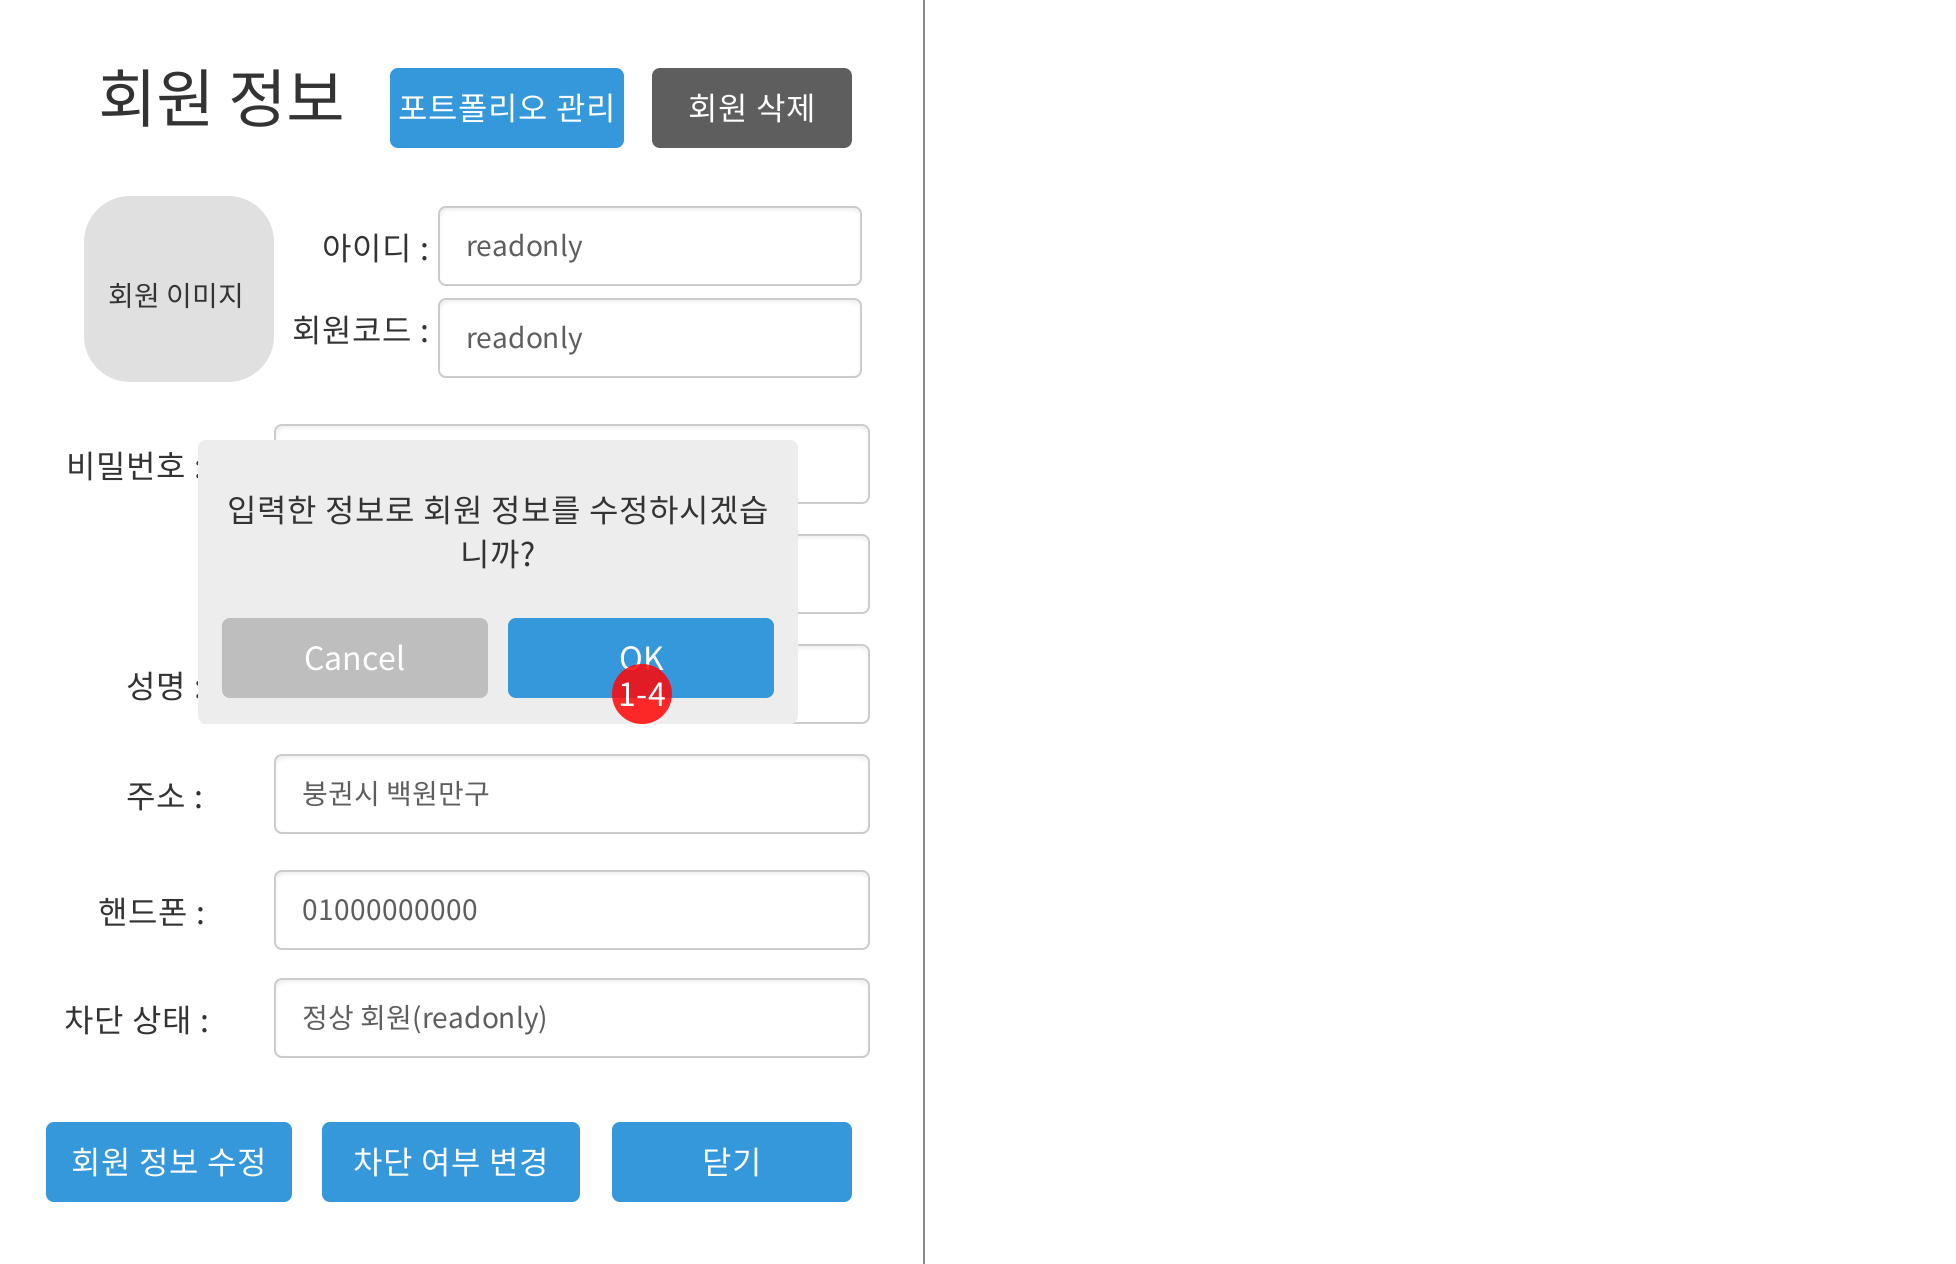 회원 정보
포트폴리오 관리
회원 삭제
회원 이미지
아이디 :
readonly
회원코드 :
readonly
비밀번호 :
입력한 정보로 회원 정보를 수정하시겠습
니까?
Cancel
OK
1-4
성명 :
주소 :
붕권시 백원만구
핸드폰 :
01000000000
차단 상태 :
정상 회원(readonly)
회원 정보 수정
차단 여부 변경
닫기